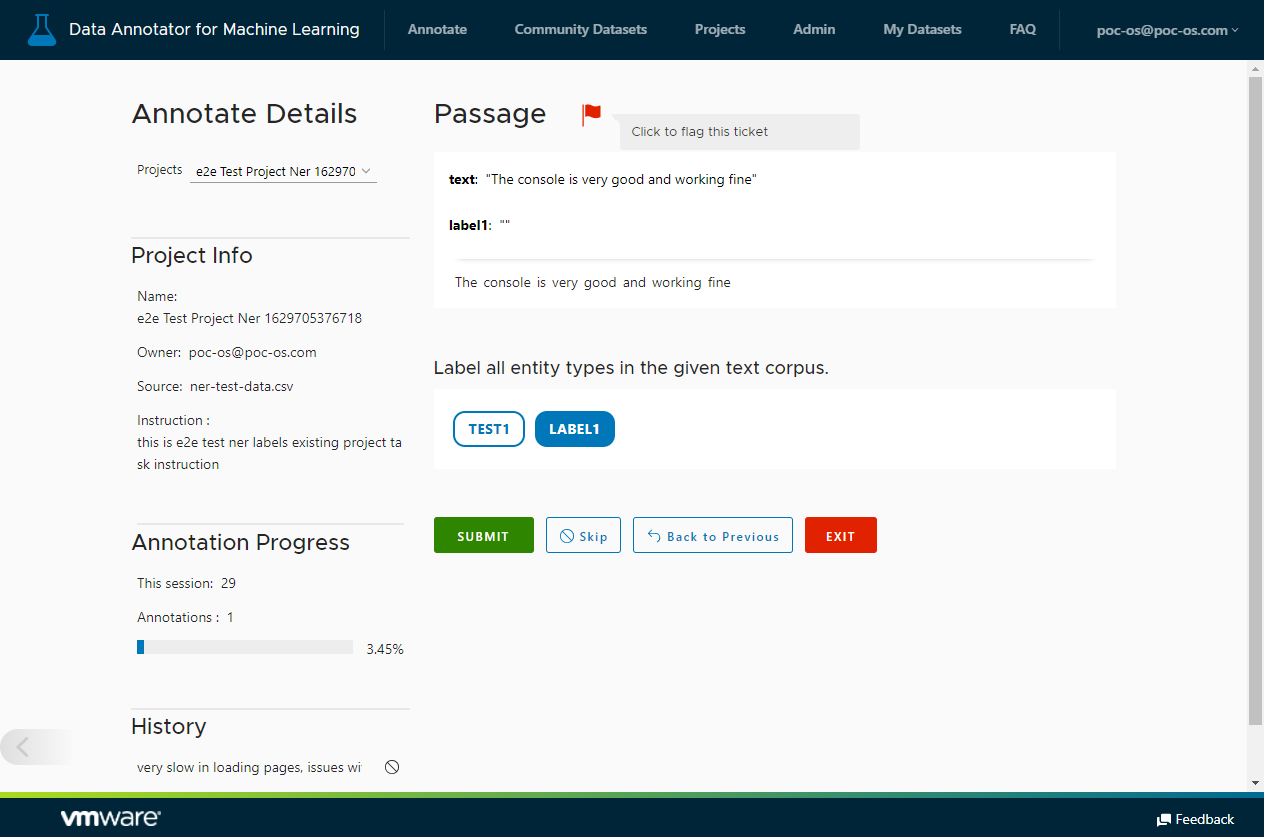 Data Annotator for Machine Learning
Annotate
Community Datasets
Projects
Admin
My Datasets
FAQ
poc-os@poc-os.com
Annotate Details
Projects
e2e Test Project Ner 162970
Project Info
Name:
e2e Test Project Ner 1629705376718
Owner: poc-os@poc-os.com
Source: ner-test-data.csv
Instruction :
this is e2e test ner labels existing project ta
sk instruction
Annotation Progress
This session: 29
Annotations : 1
3.45%
History
very slow in loading pages, issues wi
Passage
Click to flag this ticket
text: "The console is very good and working fine"
label1: ""
The console is very good and working fine
Label all entity types in the given text corpus.
TEST1
LABEL1
SUBMIT
Skip
Back to Previous
EXIT
vmware
Feedback